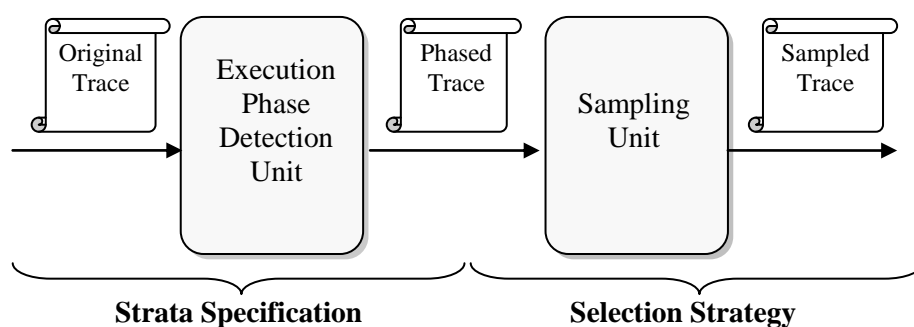 Original
Trace
Execution
Phase
Detection
Unit
Phased
Trace
Sampling
Unit
Sampled
Trace
Strata Specification
Selection Strategy